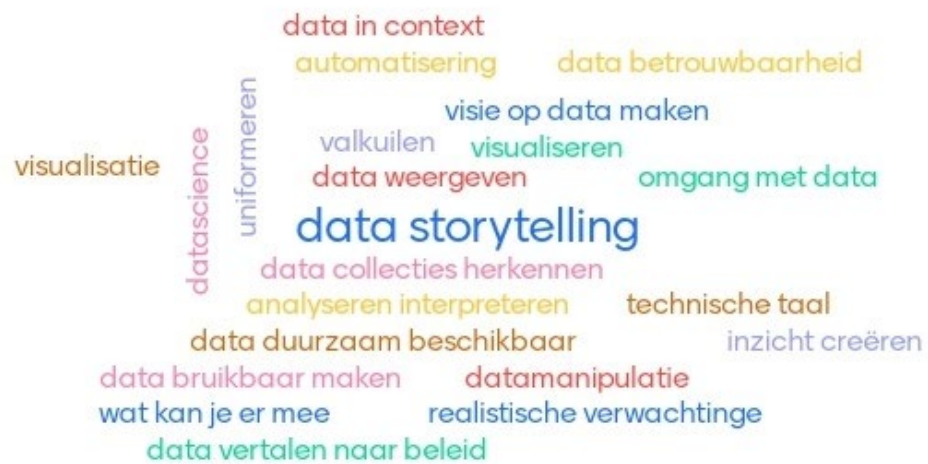 data in context
automatisering
data betrouwbaarheid
visie op data maken
valkuilen
visualiseren
visualisatie
datascience
uniformeren
data weergeven
omgang met data
data storytelling
data collecties herkennen
analyseren interpreteren
technische taal
data duurzaam beschikbaar
inzicht creëren
data bruikbaar maken
datamanipulatie
wat kan je er mee
realistische verwachtinge
data vertalen naar beleid